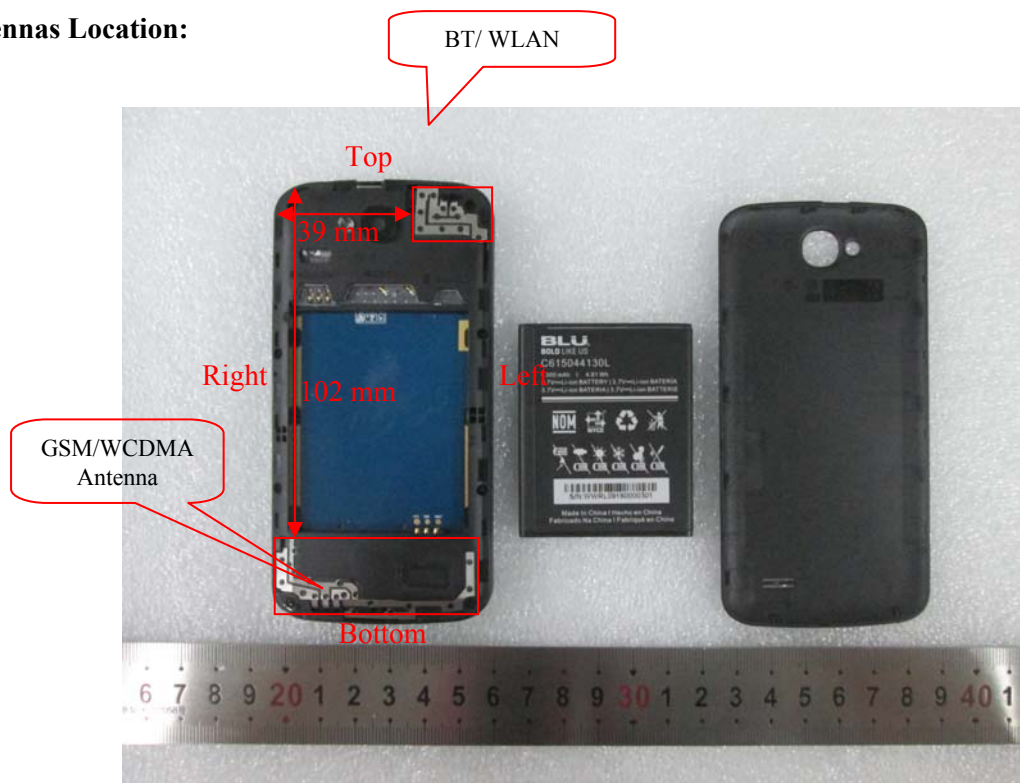 ennas Location:
BT/ WLAN
Top
39 mm
Right
102 mm
Left
GSM/WCDMA
Antenna
Bottom
BLU
BOLD LIKE US
C615044130L
NOM
S/N:WWRL09150000301
Made in China I Hecho en China
Fabricado Na China I Fabriqué en China
6 7 8 9 20 1 2 3 4 5 6 7 8 9 30 1 2 3 4 5 6 7 8 9 40 1